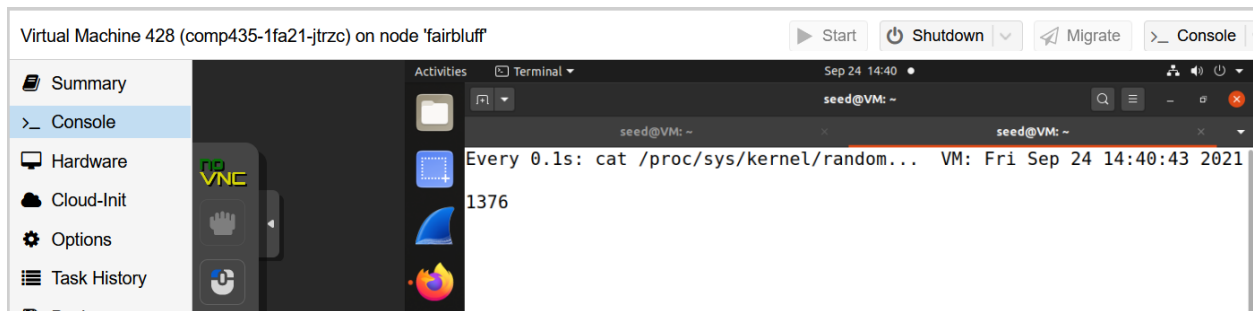 Virtual Machine 428 (comp435-1fa21-jtrzc) on node 'fairbluff'
Start
Shutdown
Migrate
>_ Console
Summary
>_ Console
Hardware
Cloud-Init
Options
Task History
no
VNC
Activities
Terminal
Sep 24 14:40
seed@VM: ~
seed@VM: ~
seed@VM: ~
Every 0.1s: cat /proc/sys/kernel/random... VM: Fri Sep 24 14:40:43 2021
1376